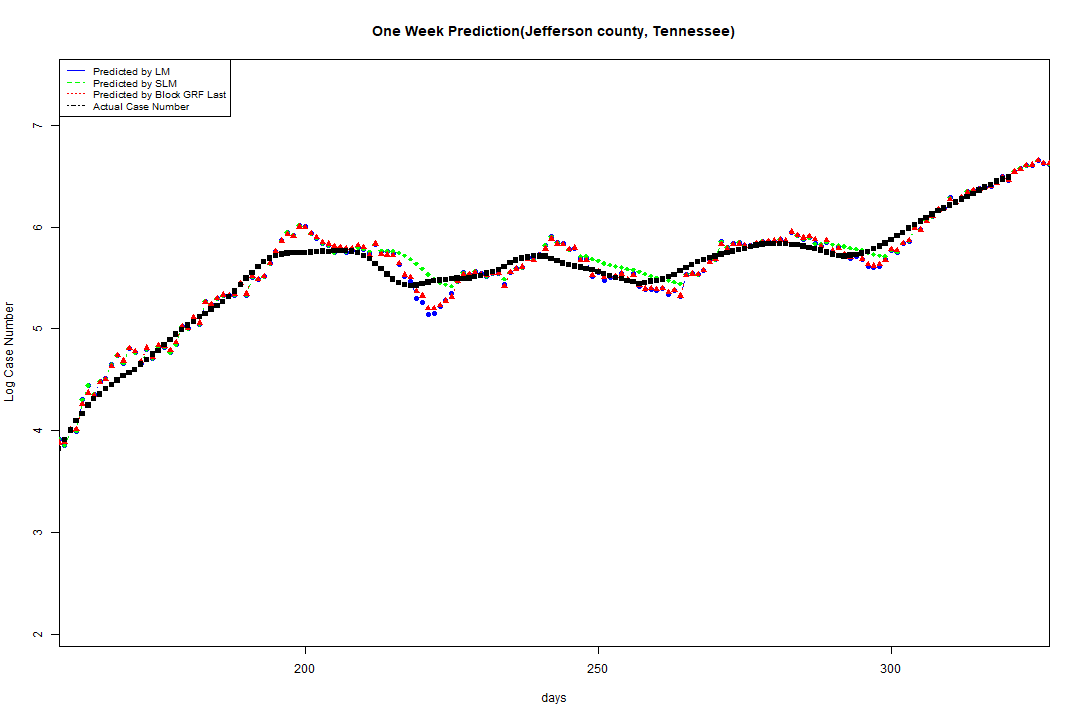 One Week Prediction(Jefferson county, Tennessee)
Predicted by LM
Predicted by SLM
Predicted by Block GRF Last
Actual Case Number
7
6
5
4
3
2
Log Case Number
200
250
300
days